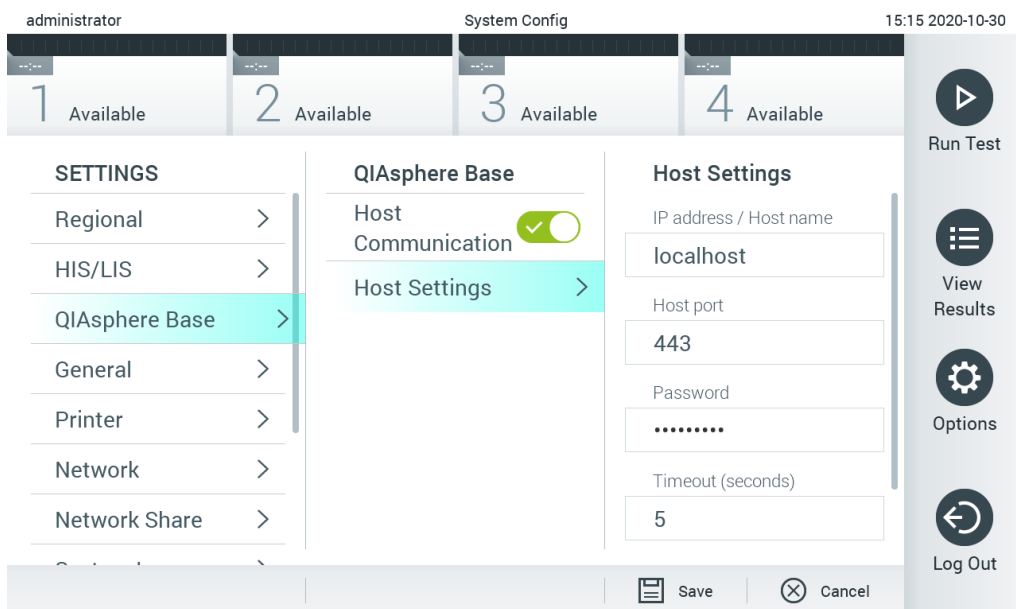 administrator
System Config
15:15 2020-10-30
--:--
--:--
--:--
--:--
1 Available
2 Available
3 Available
4 Available
Run Test
SETTINGS
Regional
HIS/LIS
QIAsphere Base
General
Printer
Network
Network Share
QIAsphere Base
Host
Communication
Host Settings
Host Settings
IP address / Host name
localhost
Host port
443
Password
•••••••••
Timeout (seconds)
5
View
Results
Options
Log Out
Save
Cancel